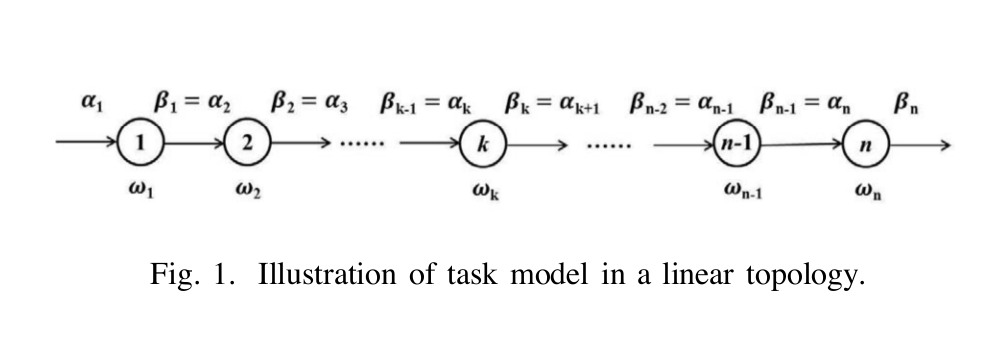 α₁ β₁ = α₂ β₂ = α₃ βₖ₋₁ = αₖ βₖ = αₖ₊₁ βₙ₋₂ = αₙ₋₁ βₙ₋₁ = αₙ βₙ
1 2 ...... k ...... n-1 n
ω₁ ω₂ ωₖ ωₙ₋₁ ωₙ
Fig. 1. Illustration of task model in a linear topology.